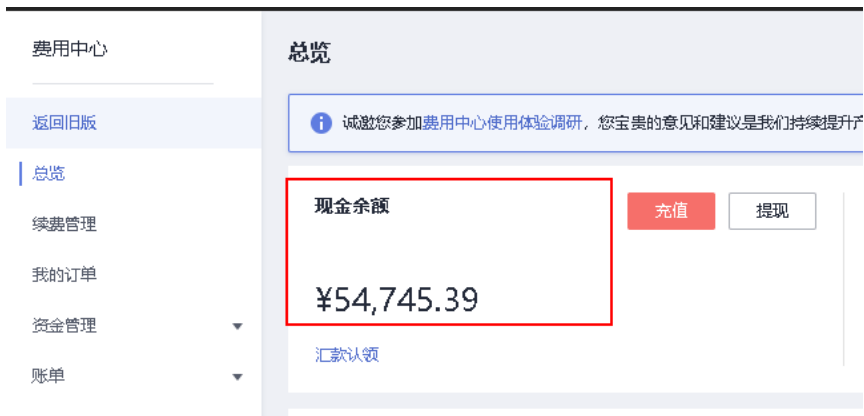 费用中心
返回旧版
总览
续费管理
我的订单
资金管理
账单
总览
诚邀您参加费用中心使用体验调研，您宝贵的意见和建议是我们持续提升产
现金余额
充值
提现
¥54,745.39
汇款认领